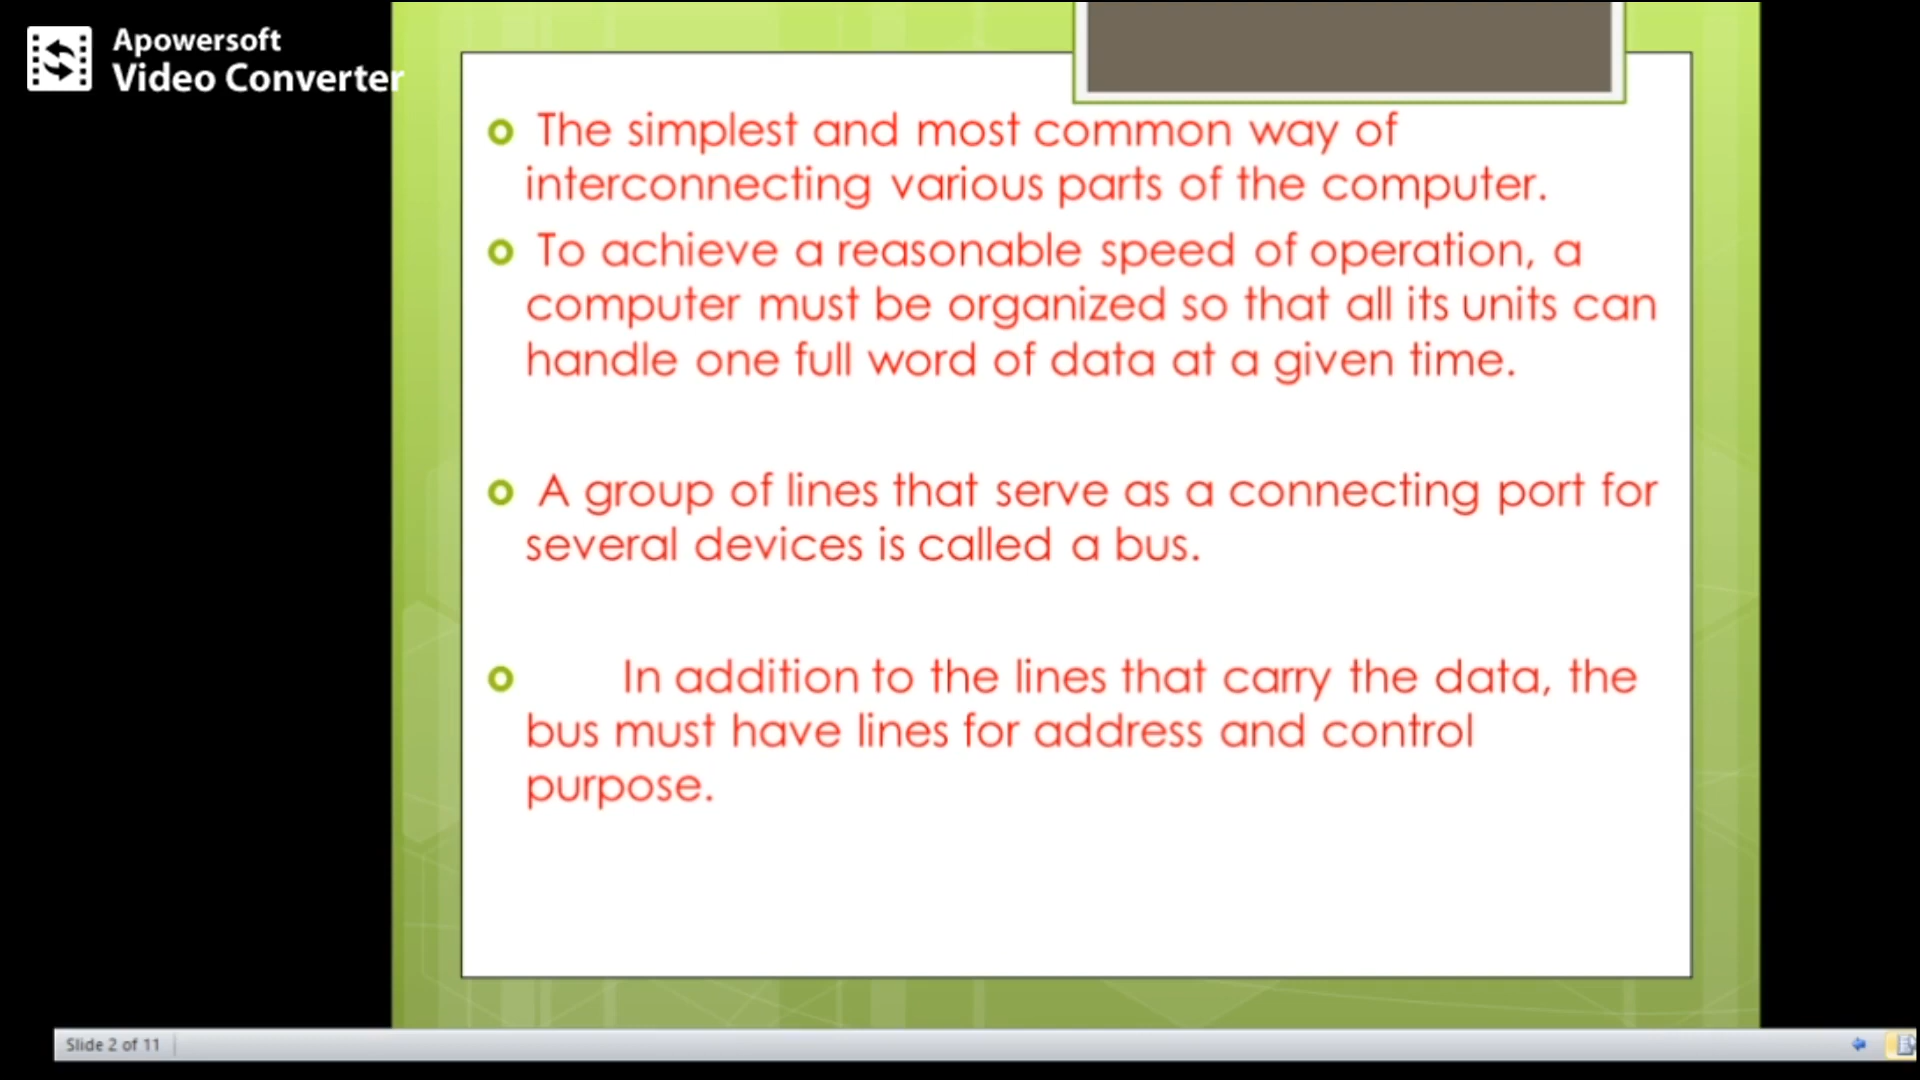 Apowersoft
Video Converter
The simplest and most common way of
interconnecting various parts of the computer.
To achieve a reasonable speed of operation, a
computer must be organized so that all its units can
handle one full word of data at a given time.
A group of lines that serve as a connecting port for
several devices is called a bus.
In addition to the lines that carry the data, the
bus must have lines for address and control
purpose.
Slide 2 of 11